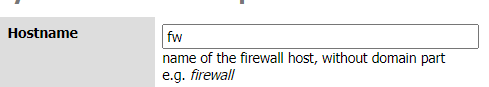 Hostname
fw
name of the firewall host, without domain part
e.g. firewall